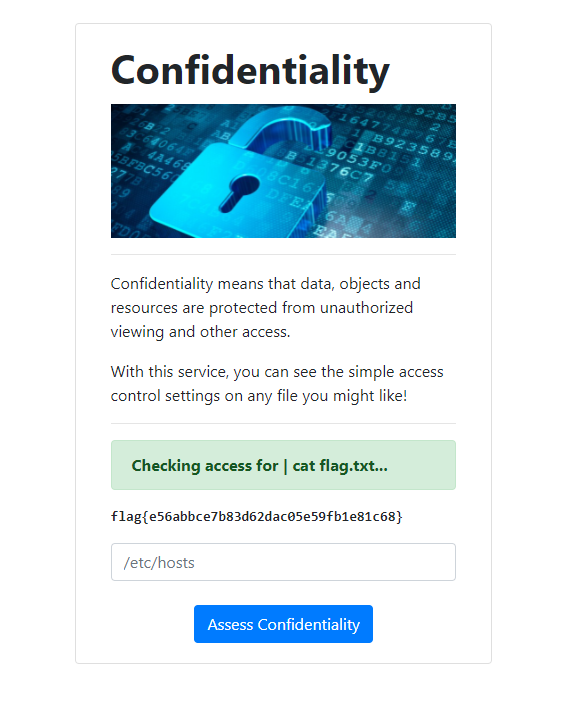 Confidentiality
Confidentiality means that data, objects and
resources are protected from unauthorized
viewing and other access.
With this service, you can see the simple access
control settings on any file you might like!
Checking access for | cat flag.txt...
flag{e56abbce7b83d62dac05e59fb1e81c68}
/etc/hosts
Assess Confidentiality